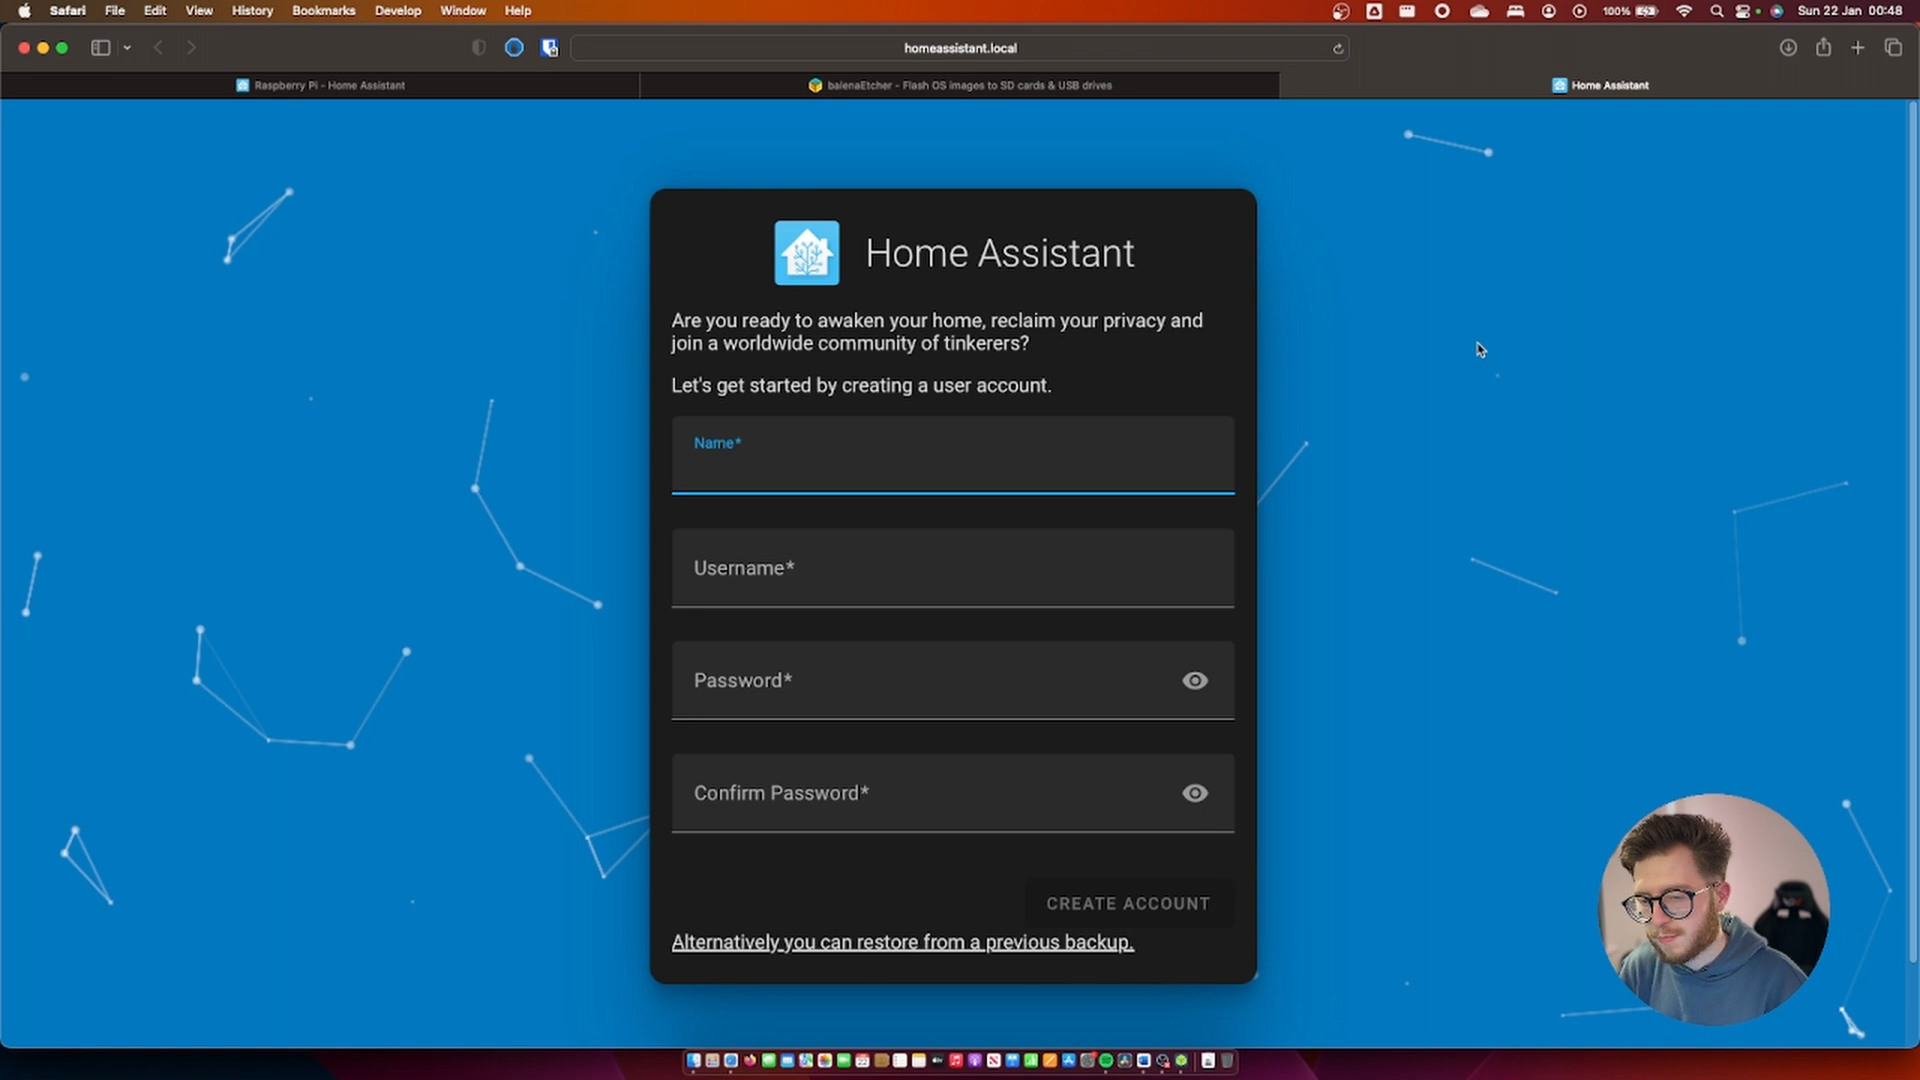 Safari File Edit View History Bookmarks Develop Window Help 100% Sun 22 Jan 00:48
homeassistant.local
Raspberry Pi - Home Assistant
balenaEtcher - Flash OS images to SD cards & USB drives
Home Assistant
Home Assistant
Are you ready to awaken your home, reclaim your privacy and
join a worldwide community of tinkerers?
Let's get started by creating a user account.
Name*
Username*
Password*
Confirm Password*
CREATE ACCOUNT
Alternatively you can restore from a previous backup.